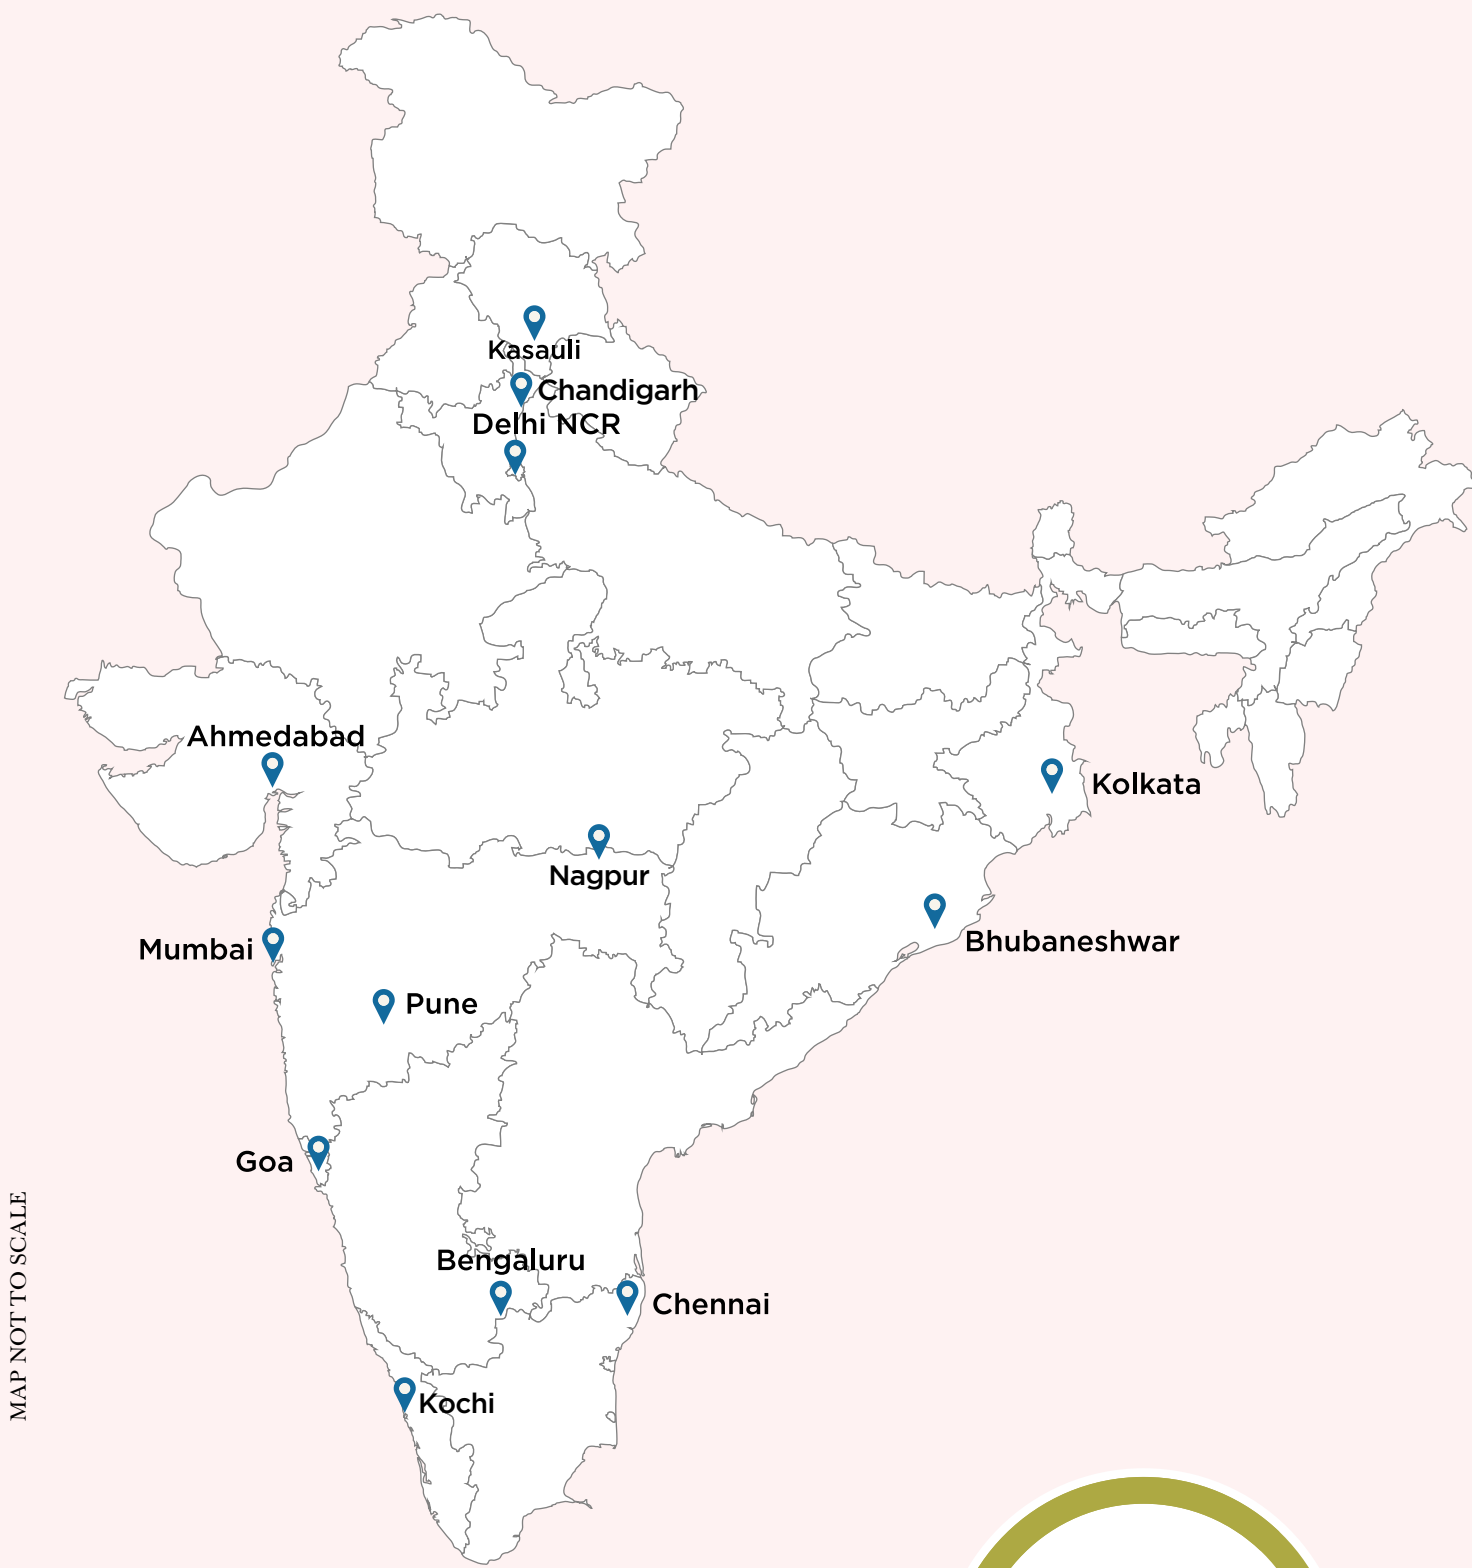 Kasauli
Chandigarh
Delhi NCR
Ahmedabad
Kolkata
Nagpur
Bhubaneshwar
Mumbai
Pune
Goa
Bengaluru
Chennai
Kochi
MAP NOT TO SCALE